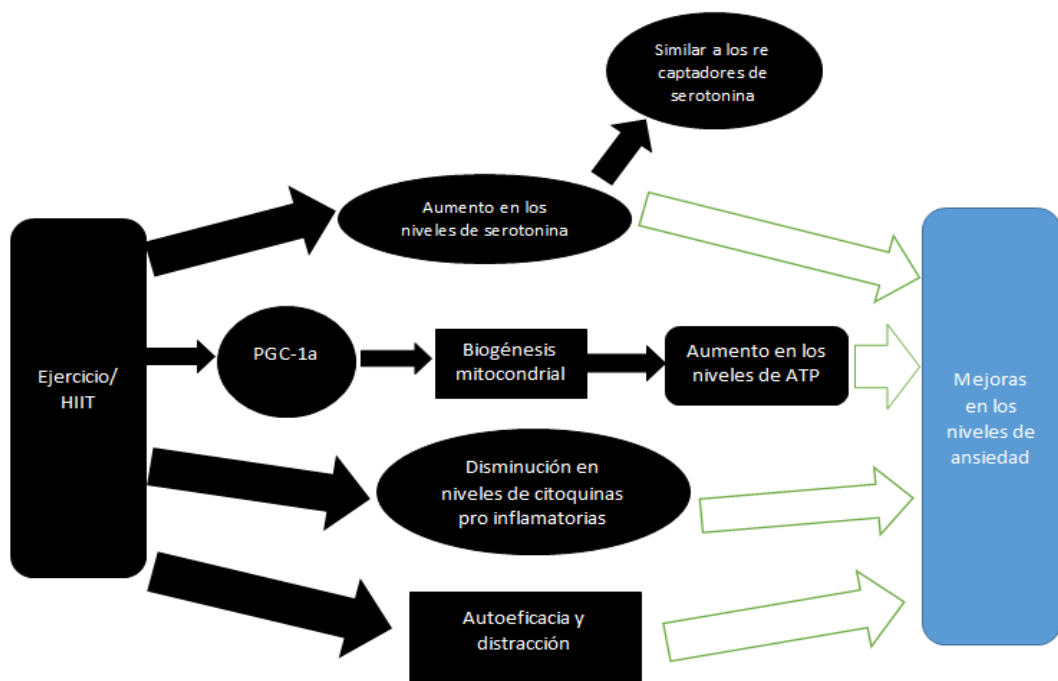 Similar a los re
captadores de
serotonina
Aumento en los
niveles de serotonina
Ejercicio/
HIIT
PGC-1a
Biogénesis
mitocondrial
Aumento en los
niveles de ATP
Mejoras
en los
niveles de
ansiedad
Disminución en
niveles de citoquinas
pro inflamatorias
Autoeficacia y
distracción